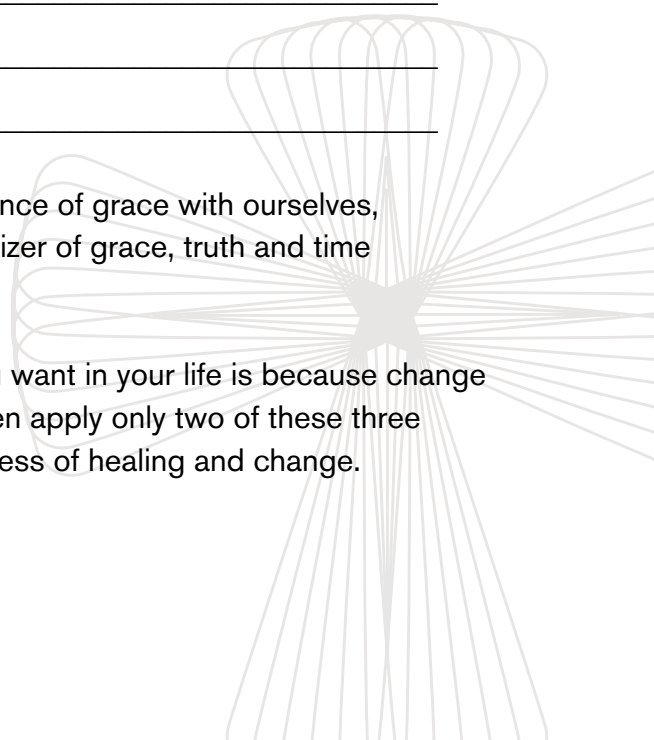 nce of grace with ourselves,
izer of grace, truth and time
want in your life is because change
en apply only two of these three
ess of healing and change.